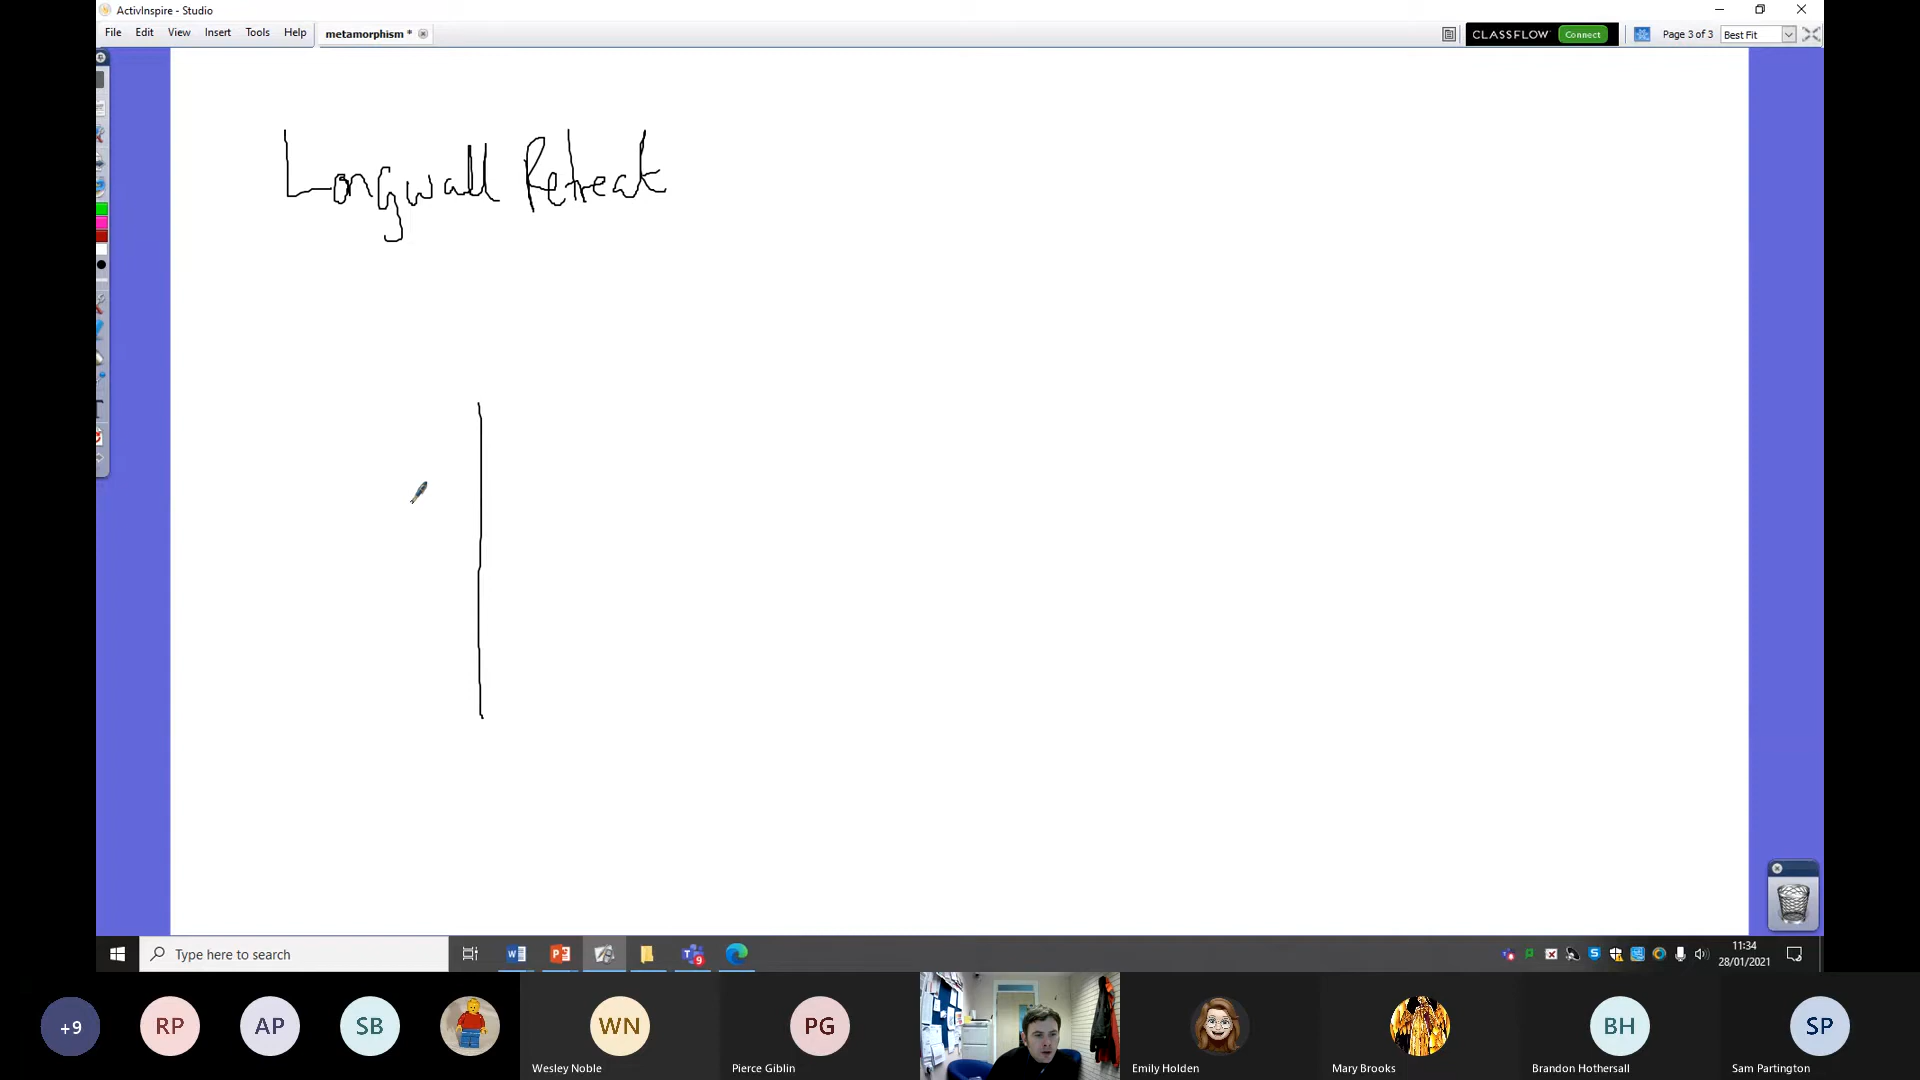 ActivInspire - Studio
File Edit View Insert Tools Help metamorphism * CLASSFLOW Connect Page 3 of 3 Best Fit
Longwall Retreat
Type here to search
9
11:34
28/01/2021
+9 RP AP SB WN PG BH SP
Wesley Noble Pierce Giblin Emily Holden Mary Brooks Brandon Hothersall Sam Partington